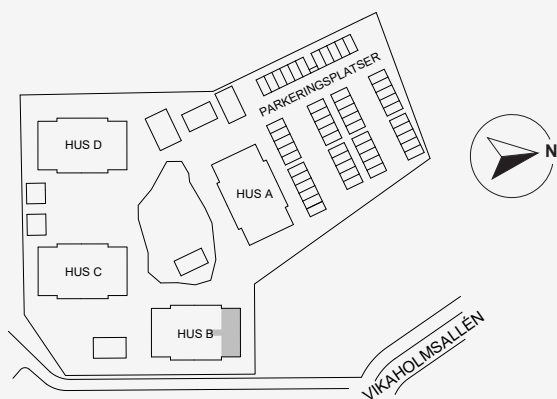 PARKERINGSPLATSER
HUS D
HUS A
N
HUS C
HUS B
VIKAHOLMSALLÉN